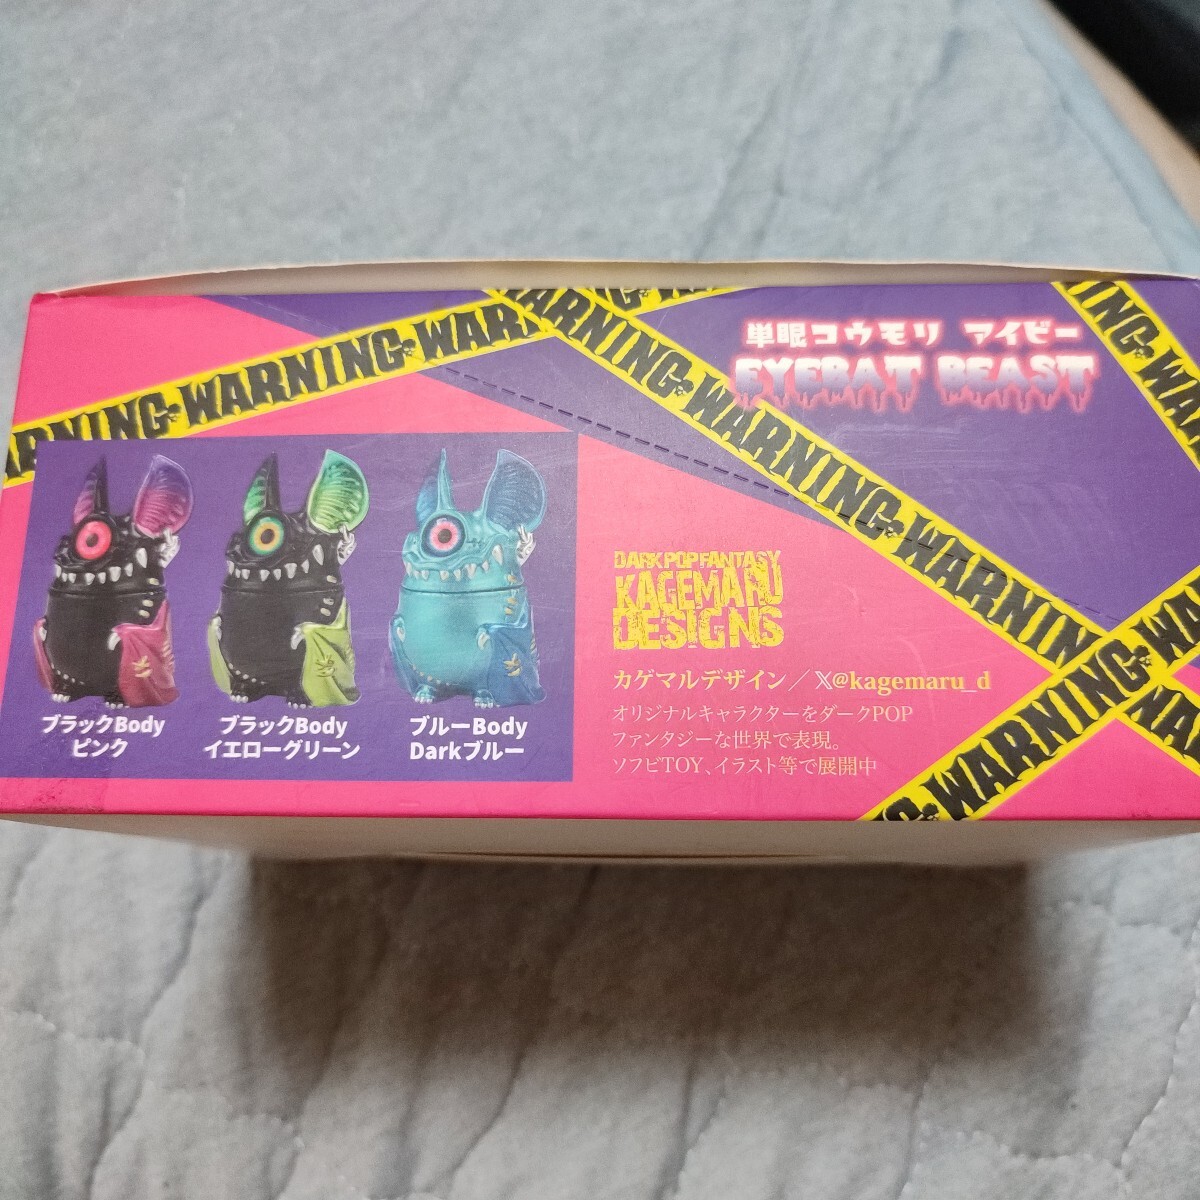 WARNING WARN
単眼コウモリ アイビー
EYEBAT BEAST
WARNING WARNING WARNIN
ブラックBody
ピンク
ブラックBody
イエローグリーン
ブルーBody
Darkブルー
DARK POP FANTASY
KAGEMARU
DESIGNS
カゲマルデザイン/𝕏@kagemaru_d
オリジナルキャラクターをダークPOP
ファンタジーな世界で表現。
ソフビTOY、イラスト等で展開中
WARNING